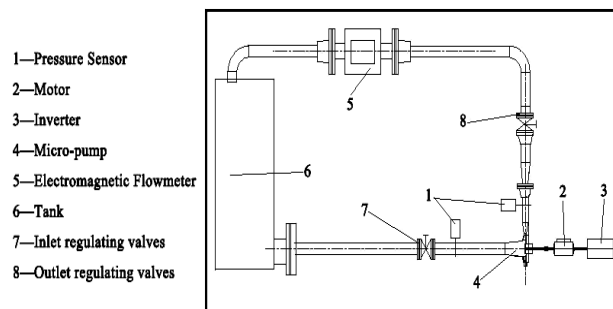 1—Pressure Sensor
2—Motor
3—Inverter
4—Micro-pump
5—Electromagnetic Flowmeter
6—Tank
7—Inlet regulating valves
8—Outlet regulating valves
5
8
6
1
7
2
3
4